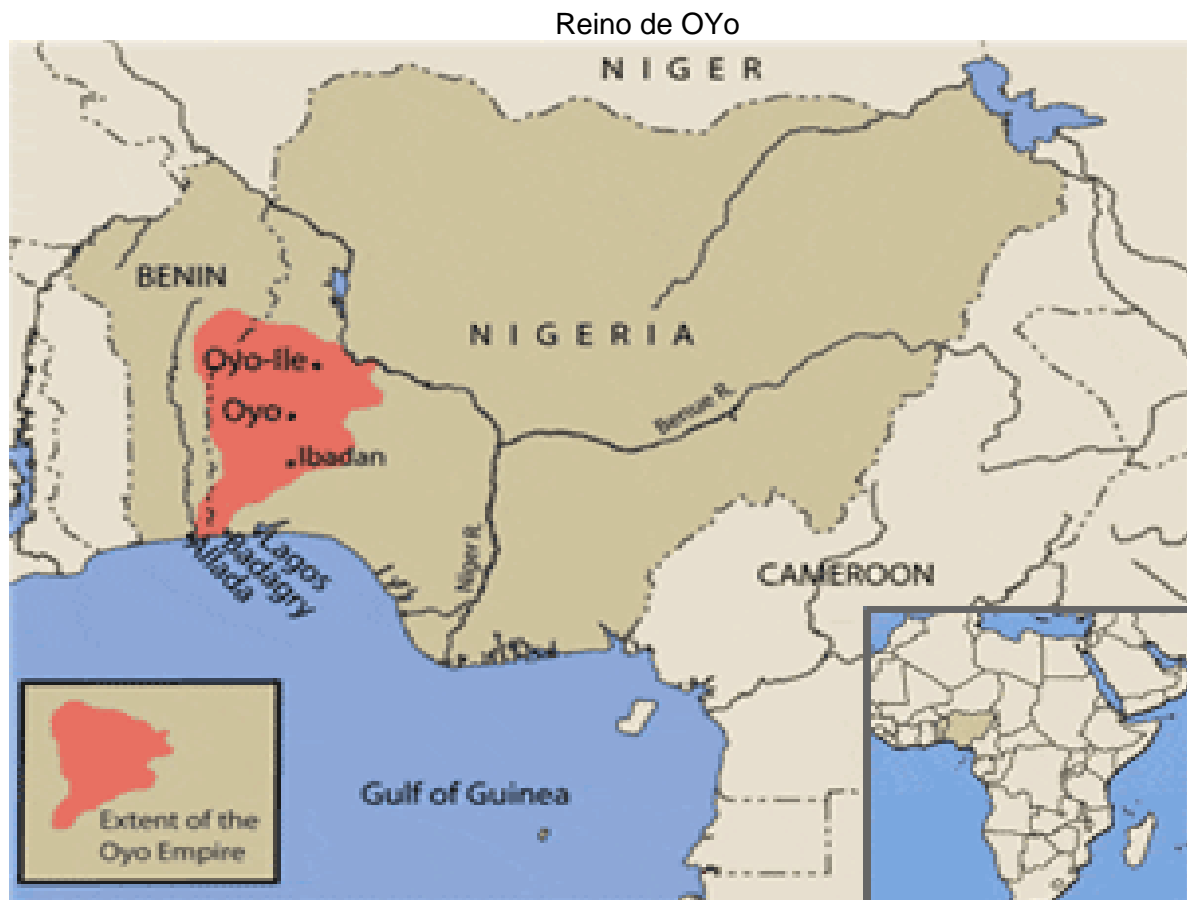 Reino de OYo
NIGER
BENIN
NIGERIA
Oyo-Ile
Oyo
Benue R.
Ibadan
Lagos
Badagry
Allada
Niger R.
CAMEROON
Gulf of Guinea
Extent of the
Oyo Empire